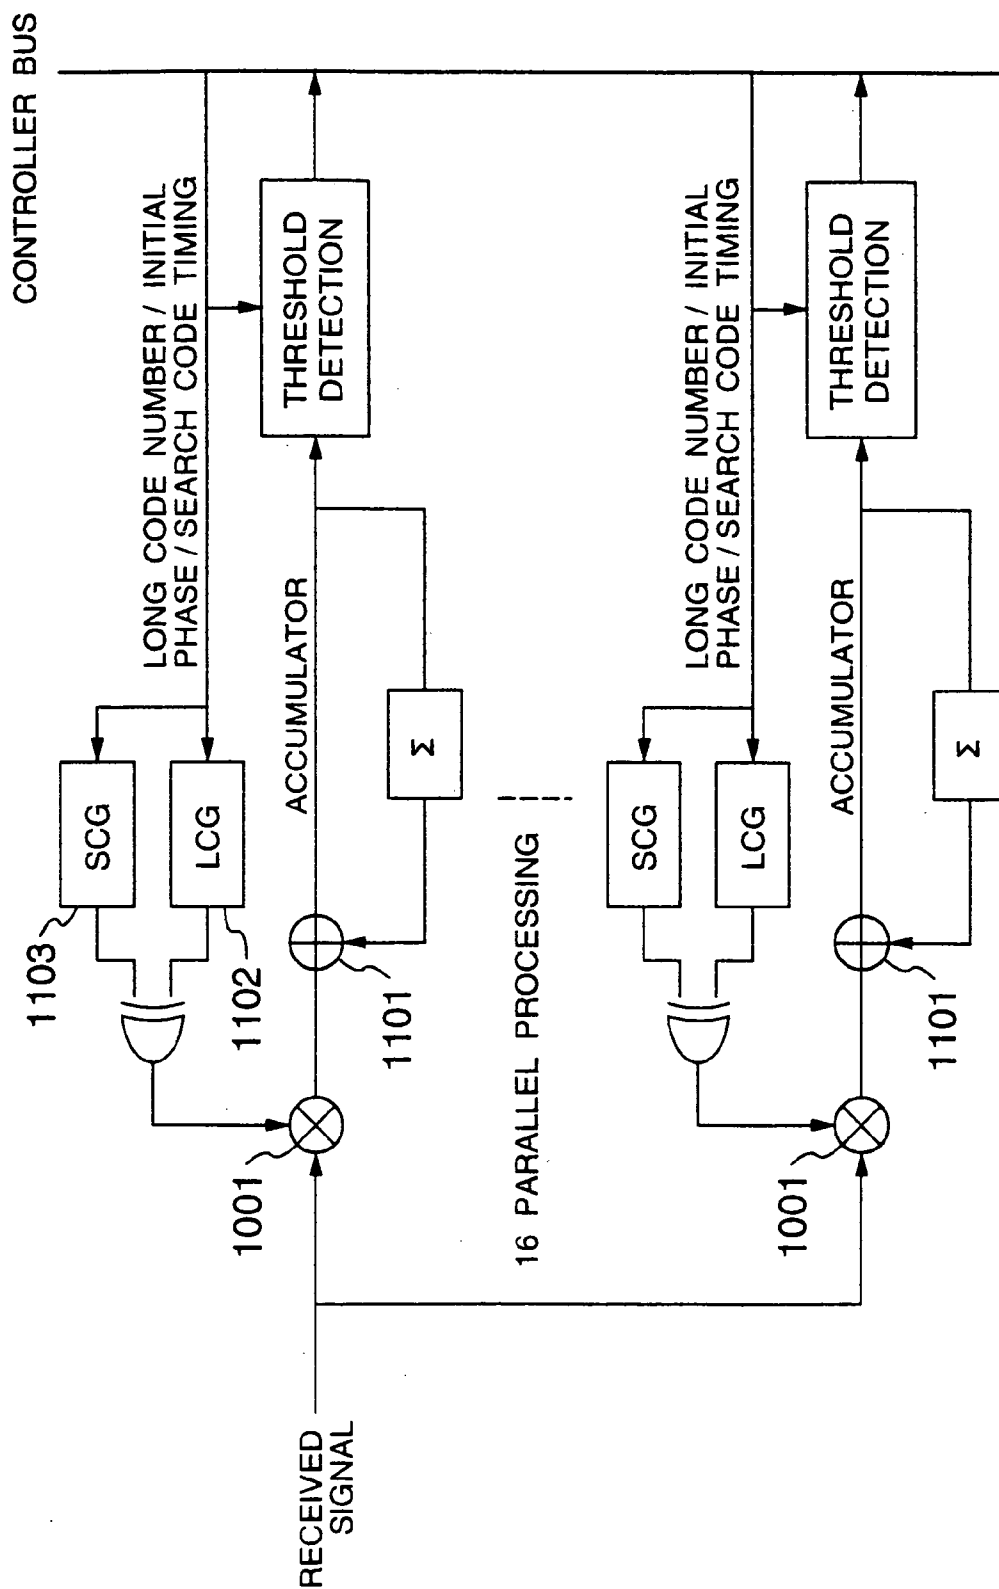 CONTROLLER BUS
LONG CODE NUMBER / INITIAL
PHASE / SEARCH CODE TIMING
1103
SCG
LCG
1102
THRESHOLD
DETECTION
ACCUMULATOR
Σ
1101
1001
RECEIVED
SIGNAL
16 PARALLEL PROCESSING
LONG CODE NUMBER / INITIAL
PHASE / SEARCH CODE TIMING
SCG
LCG
THRESHOLD
DETECTION
ACCUMULATOR
Σ
1101
1001